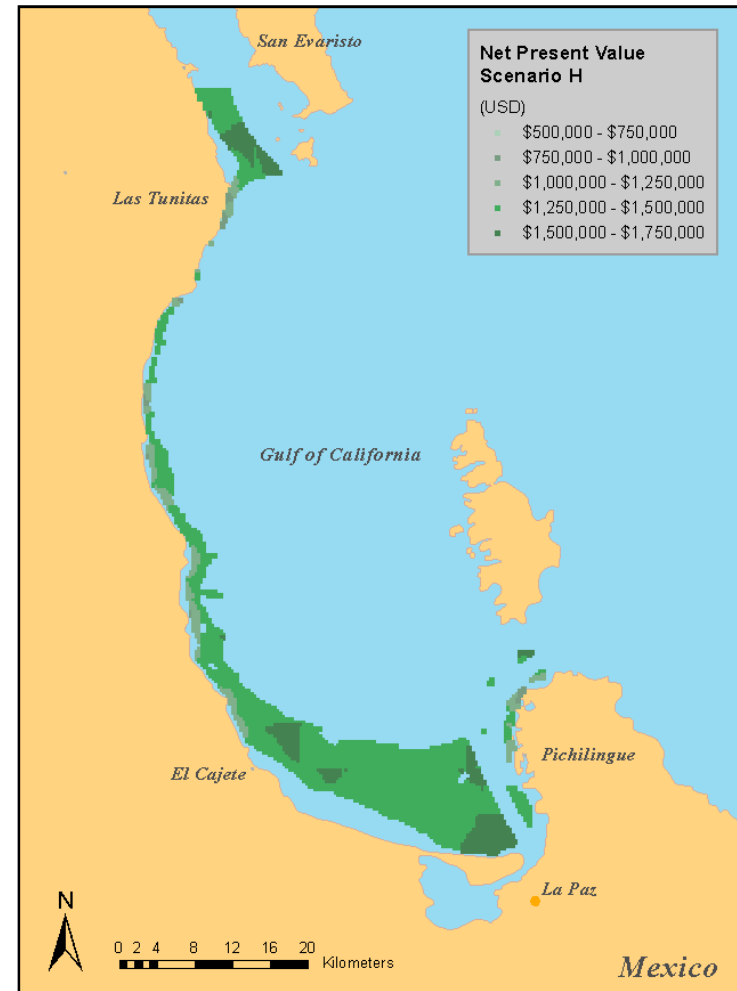 San Evaristo
Net Present Value
Scenario H
(USD)
$500,000 - $750,000
$750,000 - $1,000,000
$1,000,000 - $1,250,000
$1,250,000 - $1,500,000
$1,500,000 - $1,750,000
Las Tunitas
Gulf of California
Pichilingue
El Cajete
La Paz
N
0 2 4 8 12 16 20
Kilometers
Mexico